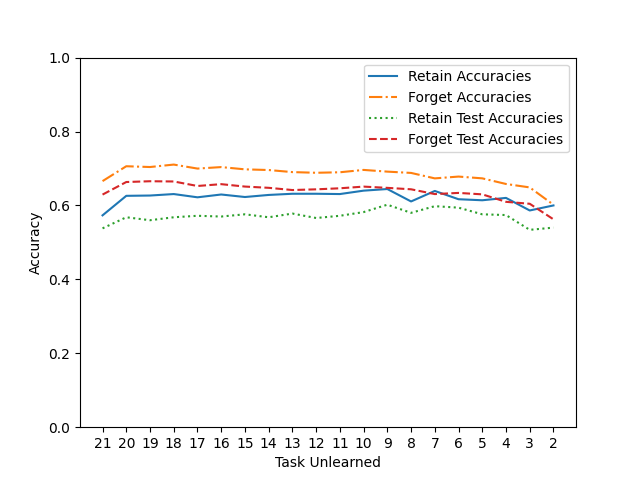 1.0
0.8
0.6
0.4
0.2
0.0
Accuracy
Retain Accuracies
Forget Accuracies
Retain Test Accuracies
Forget Test Accuracies
21 20 19 18 17 16 15 14 13 12 11 10 9 8 7 6 5 4 3 2
Task Unlearned